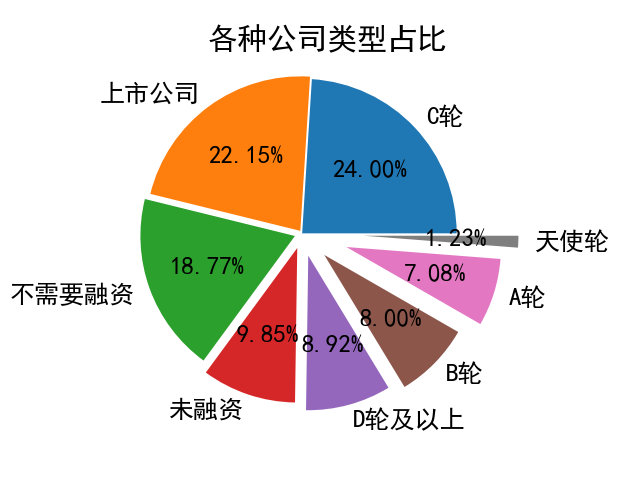 各种公司类型占比
C轮
24.00%
上市公司
22.15%
不需要融资
18.77%
未融资
9.85%
D轮及以上
8.92%
B轮
8.00%
A轮
7.08%
天使轮
1.23%